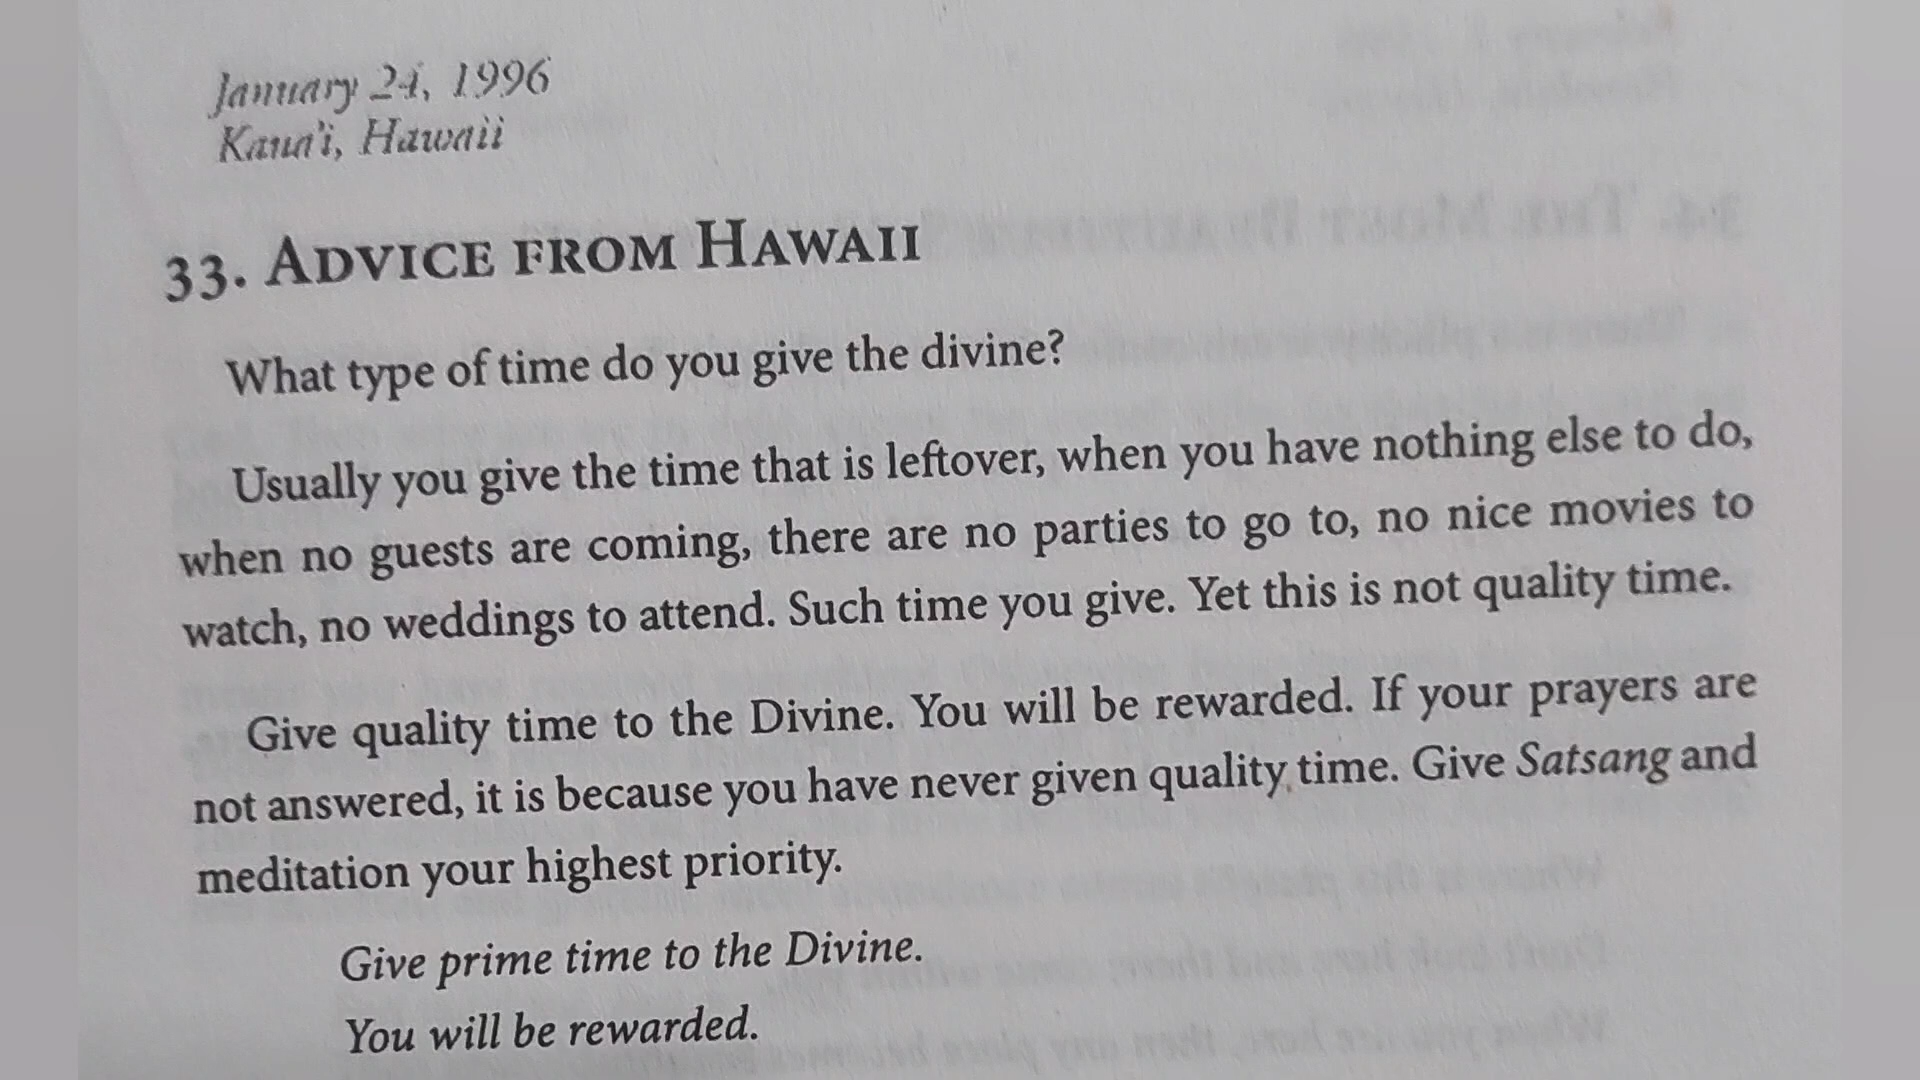 January 24, 1996
Kaua'i, Hawaii
33. ADVICE FROM HAWAII
What type of time do you give the divine?
Usually you give the time that is leftover, when you have nothing else to do,
when no guests are coming, there are no parties to go to, no nice movies to
watch, no weddings to attend. Such time you give. Yet this is not quality time.
Give quality time to the Divine. You will be rewarded. If your prayers are
not answered, it is because you have never given quality time. Give Satsang and
meditation your highest priority.
Give prime time to the Divine.
You will be rewarded.